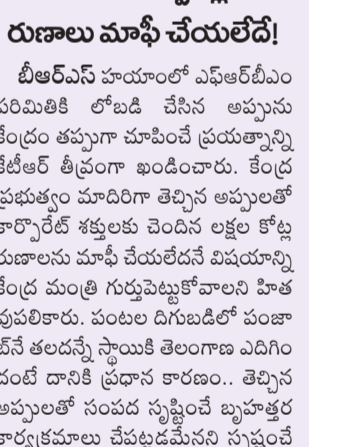 రుణాలు మాఫీ చేయలేదే!
బీఆర్ఎస్ హయాంలో ఎఫ్ఆర్‌బీఎం
పరిమితికి లోబడి చేసిన అప్పును
కేంద్రం తప్పుగా చూపించే ప్రయత్నాన్ని
కేటీఆర్ తీవ్రంగా ఖండించారు. కేంద్ర
ప్రభుత్వం మాదిరిగా తెచ్చిన అప్పులతో
కార్పొరేట్ శక్తులకు చెందిన లక్షల కోట్ల
రుణాలను మాఫీ చేయలేదనే విషయాన్ని
కేంద్ర మంత్రి గుర్తుపెట్టుకోవాలని హిత
వుపలికారు. పంటల దిగుబడిలో పంజా
బ్‌నే తలదన్నే స్థాయికి తెలంగాణ ఎదిగిం
దంటే దానికి ప్రధాన కారణం.. తెచ్చిన
అప్పులతో సంపద సృష్టించే బృహత్తర
కార్యక్రమాలు చేపట్టడమేనని స్పష్టంచే